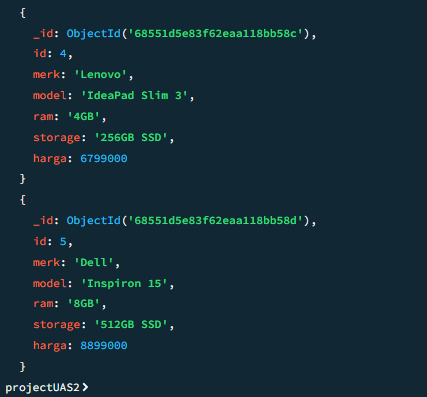 {
_id: ObjectId('68551d5e83f62eaa118bb58c'),
id: 4,
merk: 'Lenovo',
model: 'IdeaPad Slim 3',
ram: '4GB',
storage: '256GB SSD',
harga: 6799000
}
{
_id: ObjectId('68551d5e83f62eaa118bb58d'),
id: 5,
merk: 'Dell',
model: 'Inspiron 15',
ram: '8GB',
storage: '512GB SSD',
harga: 8899000
}
projectUAS2>